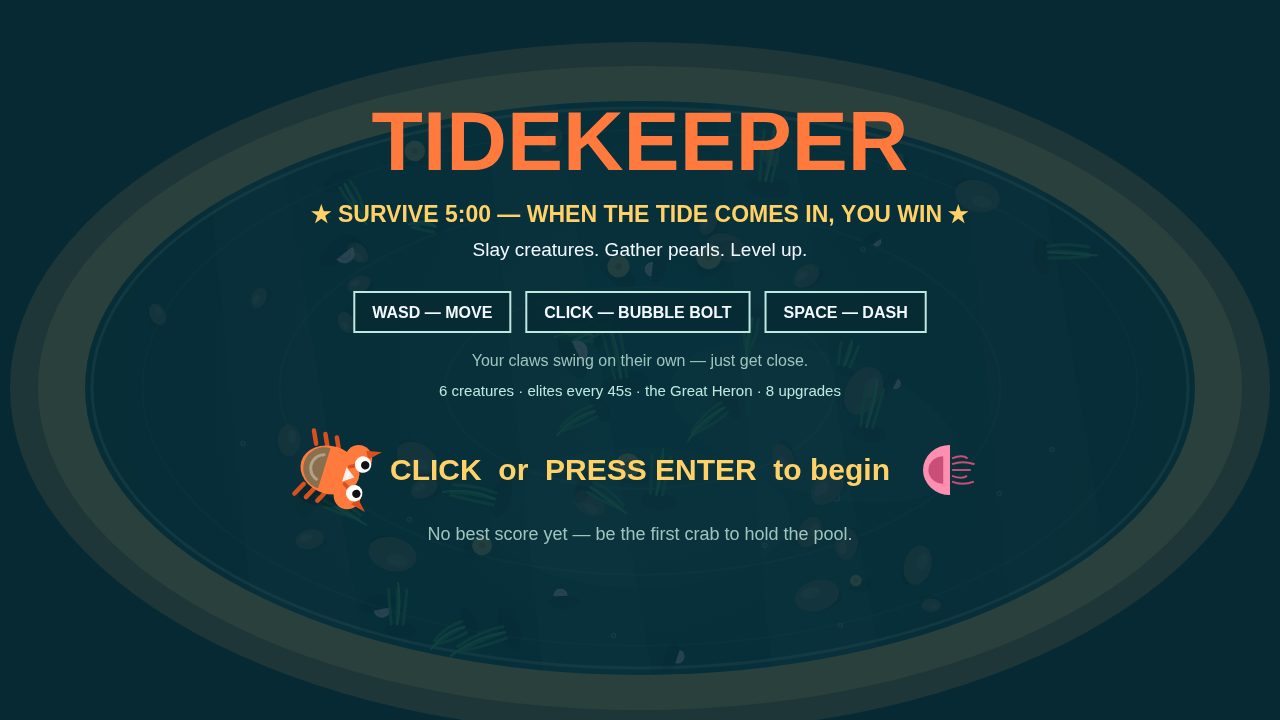 TIDEKEEPER
★ SURVIVE 5:00 — WHEN THE TIDE COMES IN, YOU WIN ★
Slay creatures. Gather pearls. Level up.
WASD — MOVE
CLICK — BUBBLE BOLT
SPACE — DASH
Your claws swing on their own — just get close.
6 creatures · elites every 45s · the Great Heron · 8 upgrades
CLICK or PRESS ENTER to begin
No best score yet — be the first crab to hold the pool.